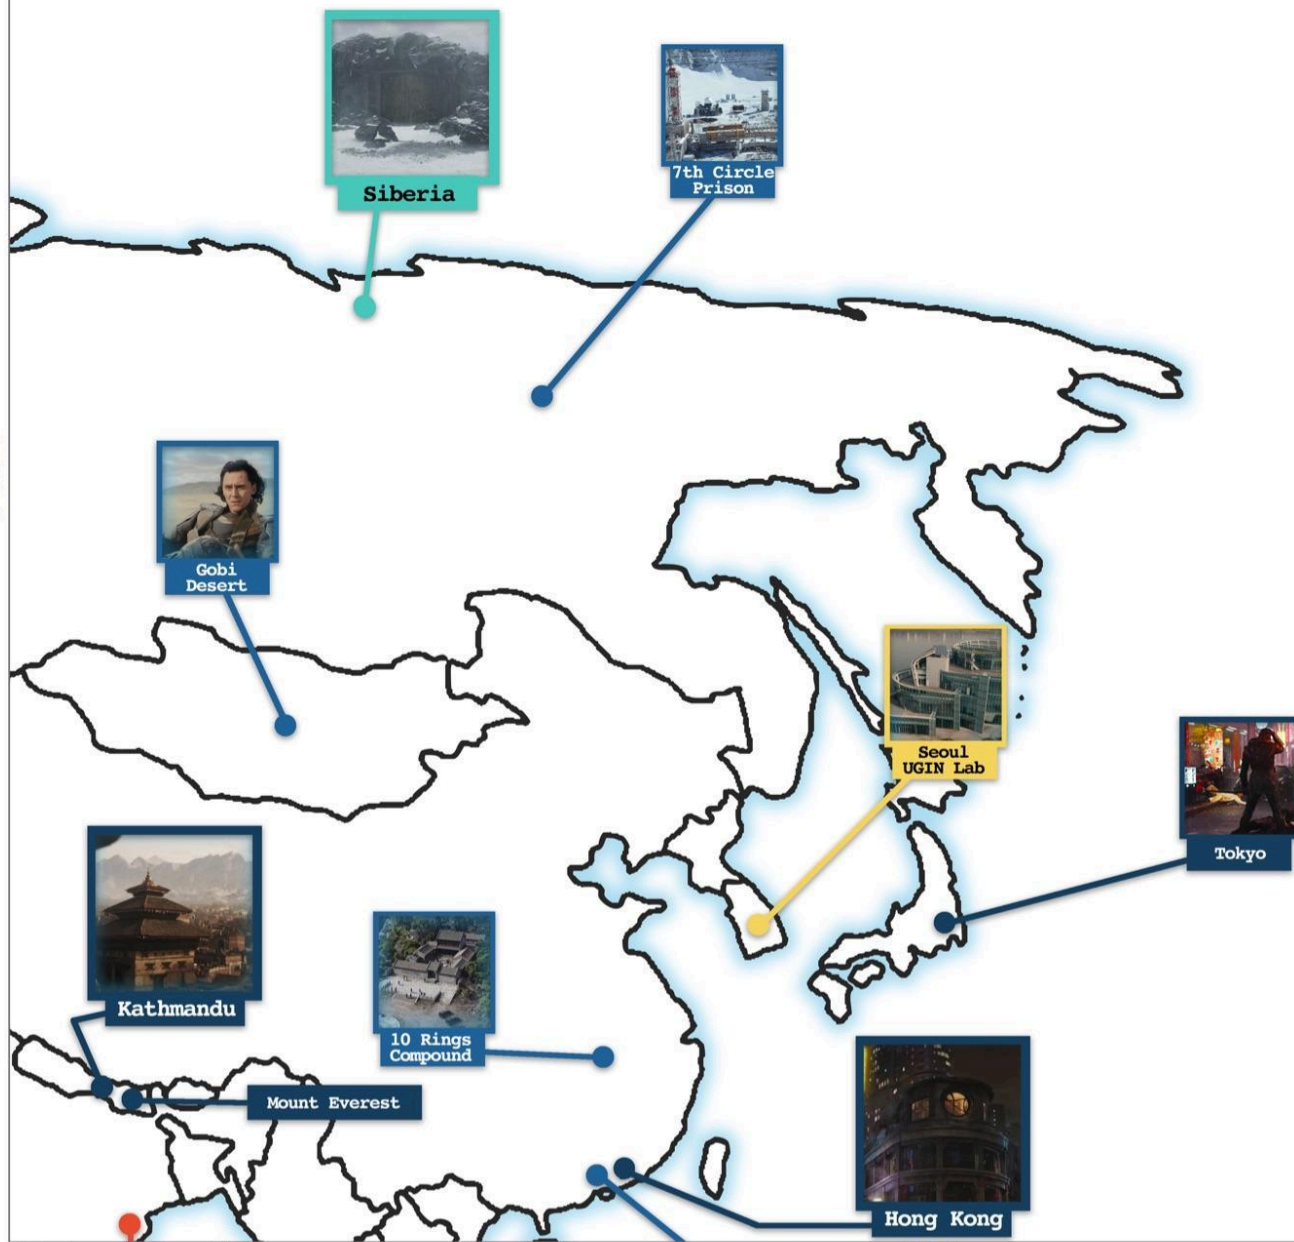 Siberia
7th Circle
Prison
Gobi
Desert
Seoul
UGIN Lab
Tokyo
Kathmandu
10 Rings
Compound
Mount Everest
Hong Kong